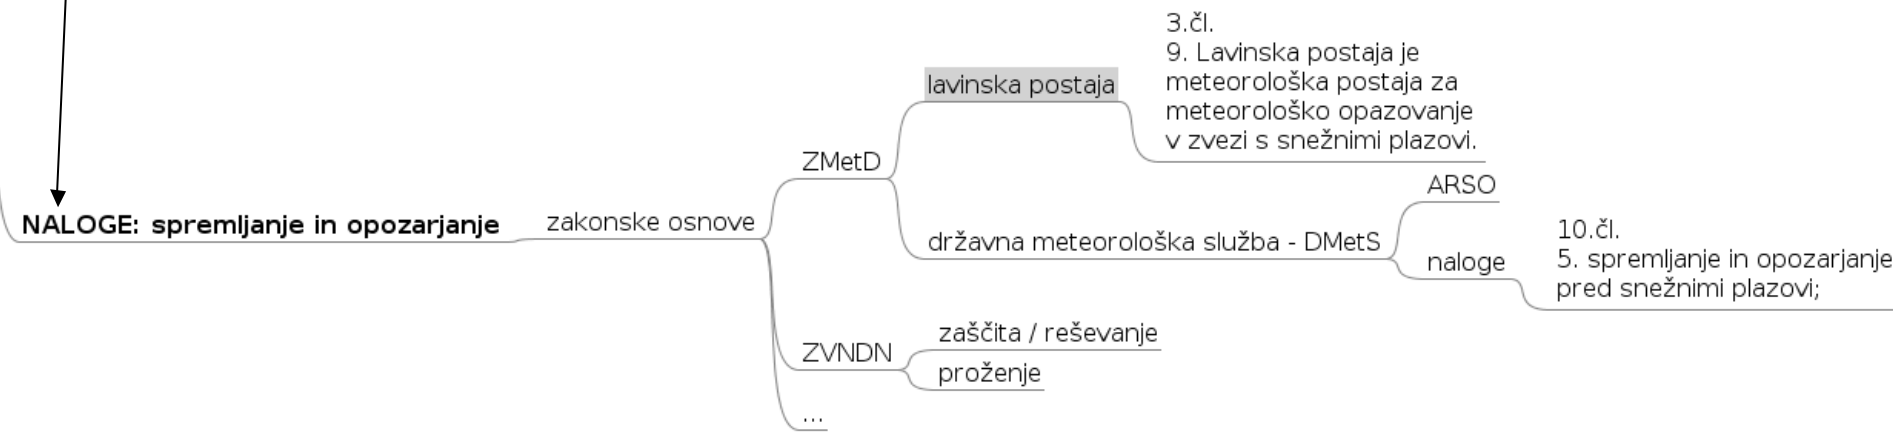 NALOGE: spremljanje in opozarjanje
zakonske osnove
ZMetD
lavinska postaja
3.čl.
9. Lavinska postaja je
meteorološka postaja za
meteorološko opazovanje
v zvezi s snežnimi plazovi.
državna meteorološka služba - DMetS
ARSO
naloge
10.čl.
5. spremljanje in opozarjanje
pred snežnimi plazovi;
ZVNDN
zaščita / reševanje
proženje
...